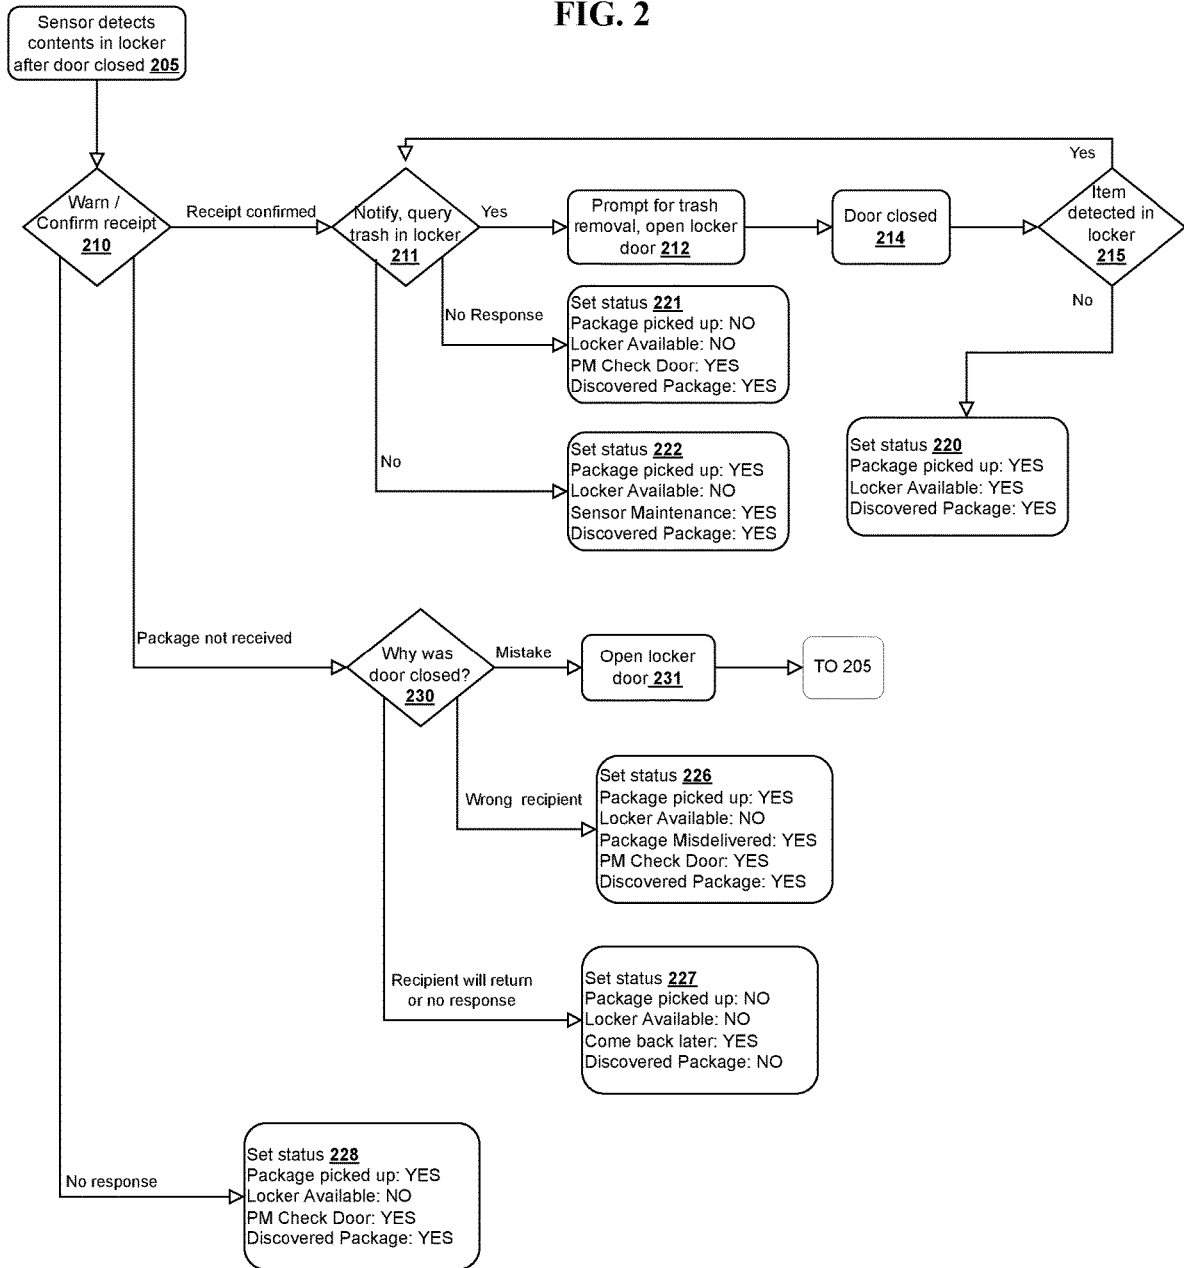 FIG. 2
Sensor detects
contents in locker
after door closed 205
Warn /
Confirm receipt
210
Receipt confirmed
Notify, query
trash in locker
211
Yes
Prompt for trash
removal, open locker
door 212
Door closed
214
Yes
Item
detected in
locker
215
No
No Response
Set status 221
Package picked up: NO
Locker Available: NO
PM Check Door: YES
Discovered Package: YES
No
Set status 222
Package picked up: YES
Locker Available: NO
Sensor Maintenance: YES
Discovered Package: YES
Set status 220
Package picked up: YES
Locker Available: YES
Discovered Package: YES
Package not received
Why was
door closed?
230
Mistake
Open locker
door 231
TO 205
Wrong recipient
Set status 226
Package picked up: YES
Locker Available: NO
Package Misdelivered: YES
PM Check Door: YES
Discovered Package: YES
Recipient will return
or no response
Set status 227
Package picked up: NO
Locker Available: NO
Come back later: YES
Discovered Package: NO
No response
Set status 228
Package picked up: YES
Locker Available: NO
PM Check Door: YES
Discovered Package: YES